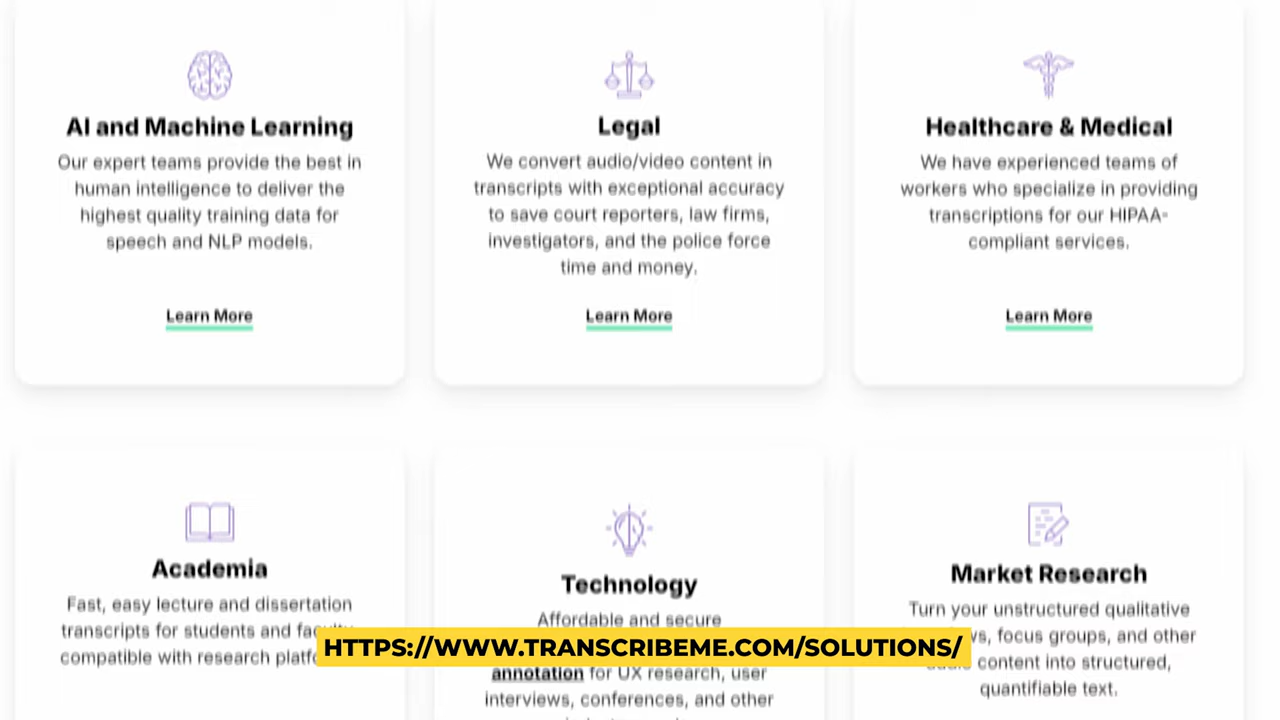 AI and Machine Learning
Our expert teams provide the best in
human intelligence to deliver the
highest quality training data for
speech and NLP models.
Learn More
Legal
We convert audio/video content in
transcripts with exceptional accuracy
to save court reporters, law firms,
investigators, and the police force
time and money.
Learn More
Healthcare & Medical
We have experienced teams of
workers who specialize in providing
transcriptions for our HIPAA-
compliant services.
Learn More
Academia
Fast, easy lecture and dissertation
transcripts for students and
compatible with research
Technology
Affordable and secure
annotation for UX research, user
interviews, conferences, and other
Market Research
Turn your unstructured qualitative
focus groups, and other
content into structured,
quantifiable text.
HTTPS://WWW.TRANSCRIBEME.COM/SOLUTIONS/